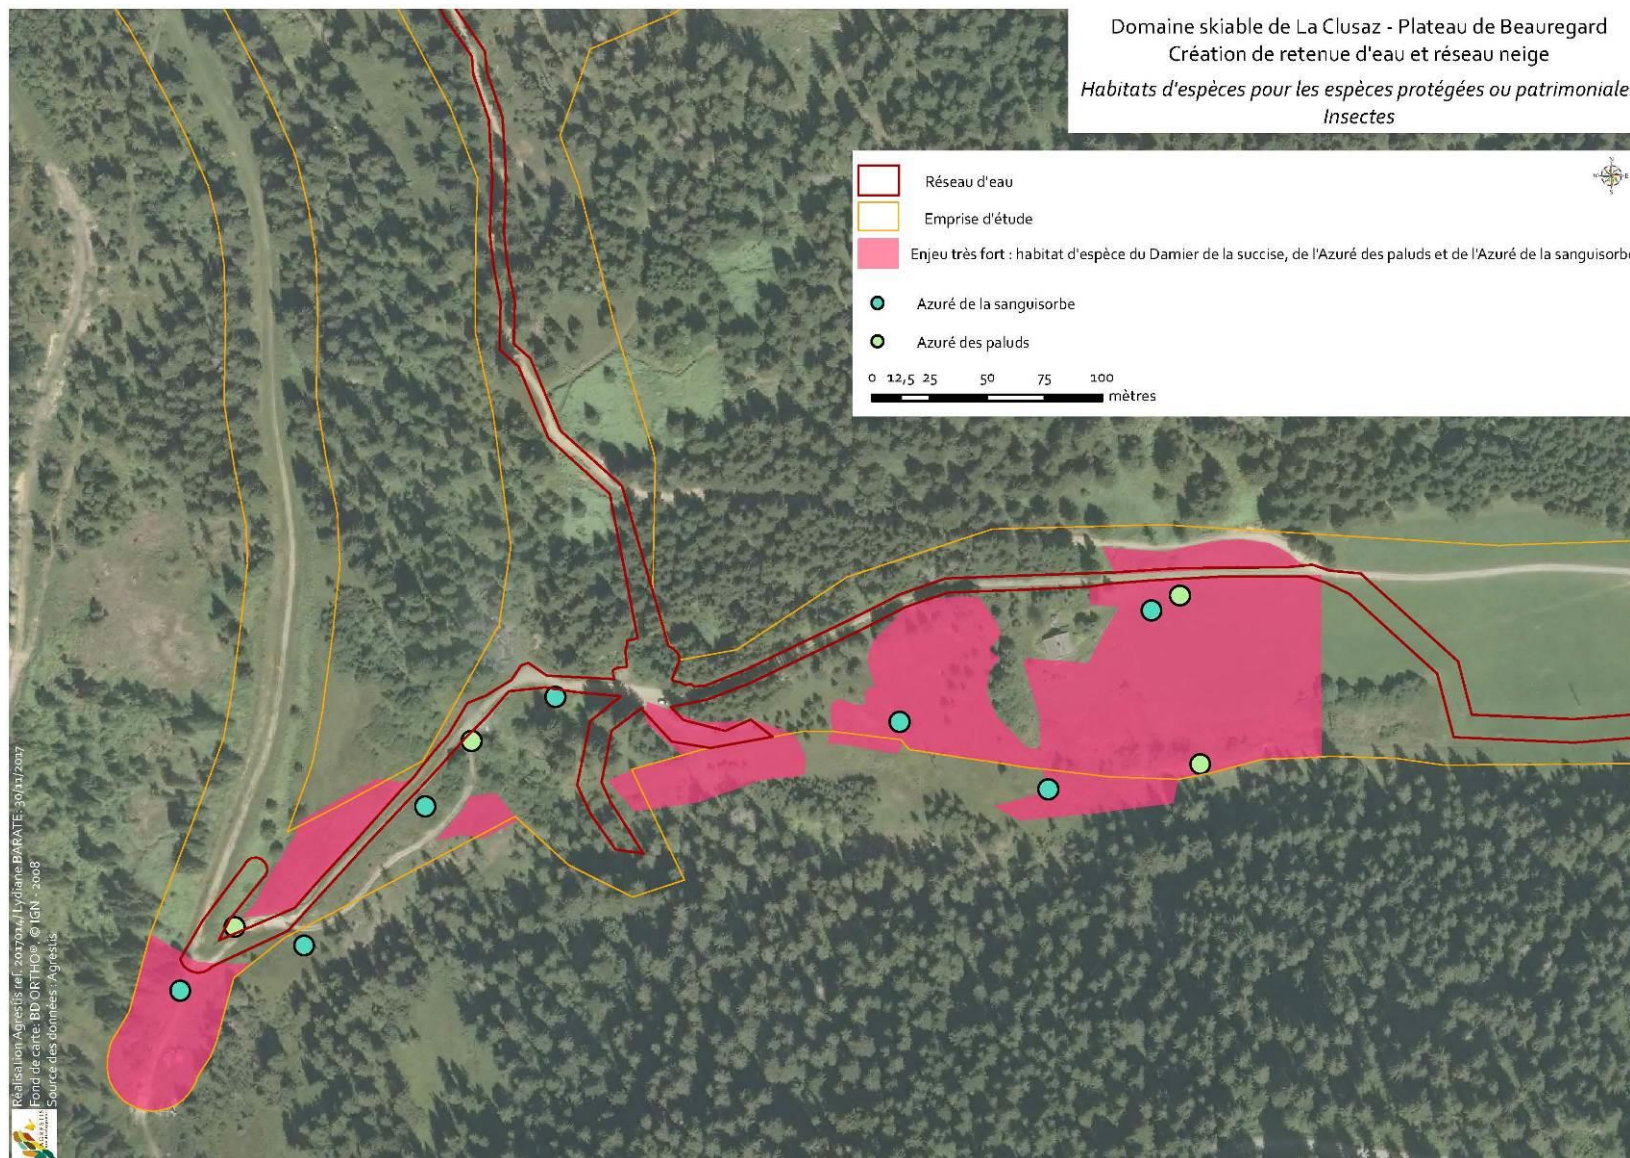 Domaine skiable de La Clusaz - Plateau de Beauregard
Création de retenue d'eau et réseau neige
Habitats d'espèces pour les espèces protégées ou patrimoniale
Insectes
Réseau d'eau
Emprise d'étude
Enjeu très fort : habitat d'espèce du Damier de la succise, de l'Azuré des paluds et de l'Azuré de la sanguisorbe
Azuré de la sanguisorbe
Azuré des paluds
0 12,5 25 50 75 100
mètres
Réalisation Agrestis réf. 2017014 / Lydiane BARATE: 30/11/2017
Fond de carte: BD ORTHO®, © IGN - 2008
Source des données : Agrestis
AGRESTIS